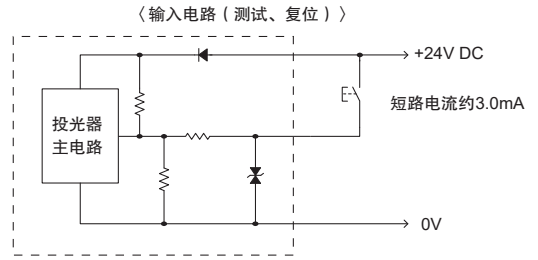 〈输入电路（测试、复位）〉
+24V DC
短路电流约3.0mA
投光器
主电路
0V